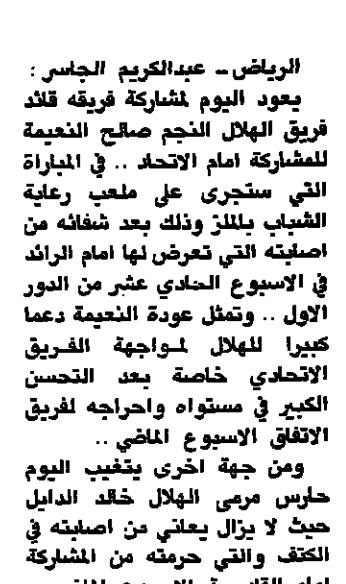 الرياض ــ عبدالكريم الجاسر :
يعود اليوم لمشاركة فريقه قائد
فريق الهلال النجم صالح النعيمة
للمشاركة امام الاتحاد .. في المباراة
التي ستجرى على ملعب رعاية
الشباب بالملز وذلك بعد شفائه من
اصابته التي تعرض لها امام الرائد
في الاسبوع الحادي عشر من الدور
الاول .. وتمثل عودة النعيمة دعما
كبيرا للهلال لمواجهة الفريق
الاتحادي خاصة بعد التحسن
الكبير في مستواه واحراجه لفريق
الاتفاق الاسبوع الماضي ..
ومن جهة اخرى يتغيب اليوم
حارس مرمى الهلال خالد الدايل
حيث لا يزال يعاني من اصابته في
الكتف والتي حرمته من المشاركة